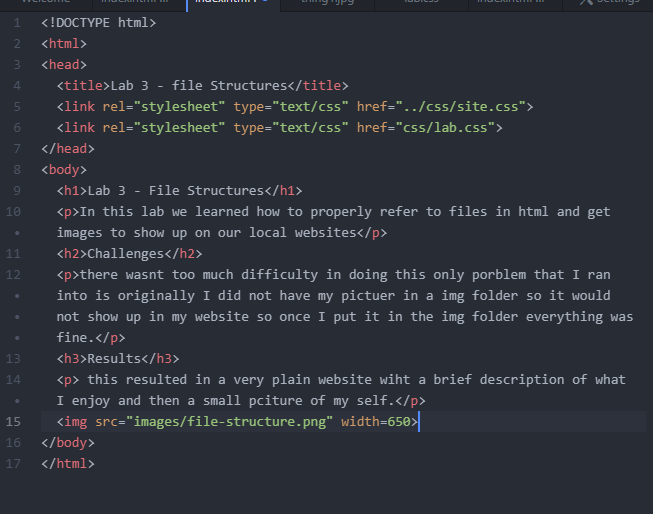 Welcome index.html index.html thing1.jpg lab.css index.html Settings
1 <!DOCTYPE html>
2 <html>
3 <head>
4 <title>Lab 3 - file Structures</title>
5 <link rel="stylesheet" type="text/css" href="../css/site.css">
6 <link rel="stylesheet" type="text/css" href="css/lab.css">
7 </head>
8 <body>
9 <h1>Lab 3 - File Structures</h1>
10 <p>In this lab we learned how to properly refer to files in html and get
• images to show up on our local websites</p>
11 <h2>Challenges</h2>
12 <p>there wasnt too much difficulty in doing this only porblem that I ran
• into is originally I did not have my pictuer in a img folder so it would
• not show up in my website so once I put it in the img folder everything was
• fine.</p>
13 <h3>Results</h3>
14 <p> this resulted in a very plain website wiht a brief description of what
• I enjoy and then a small pciture of my self.</p>
15 <img src="images/file-structure.png" width=650>
16 </body>
17 </html>